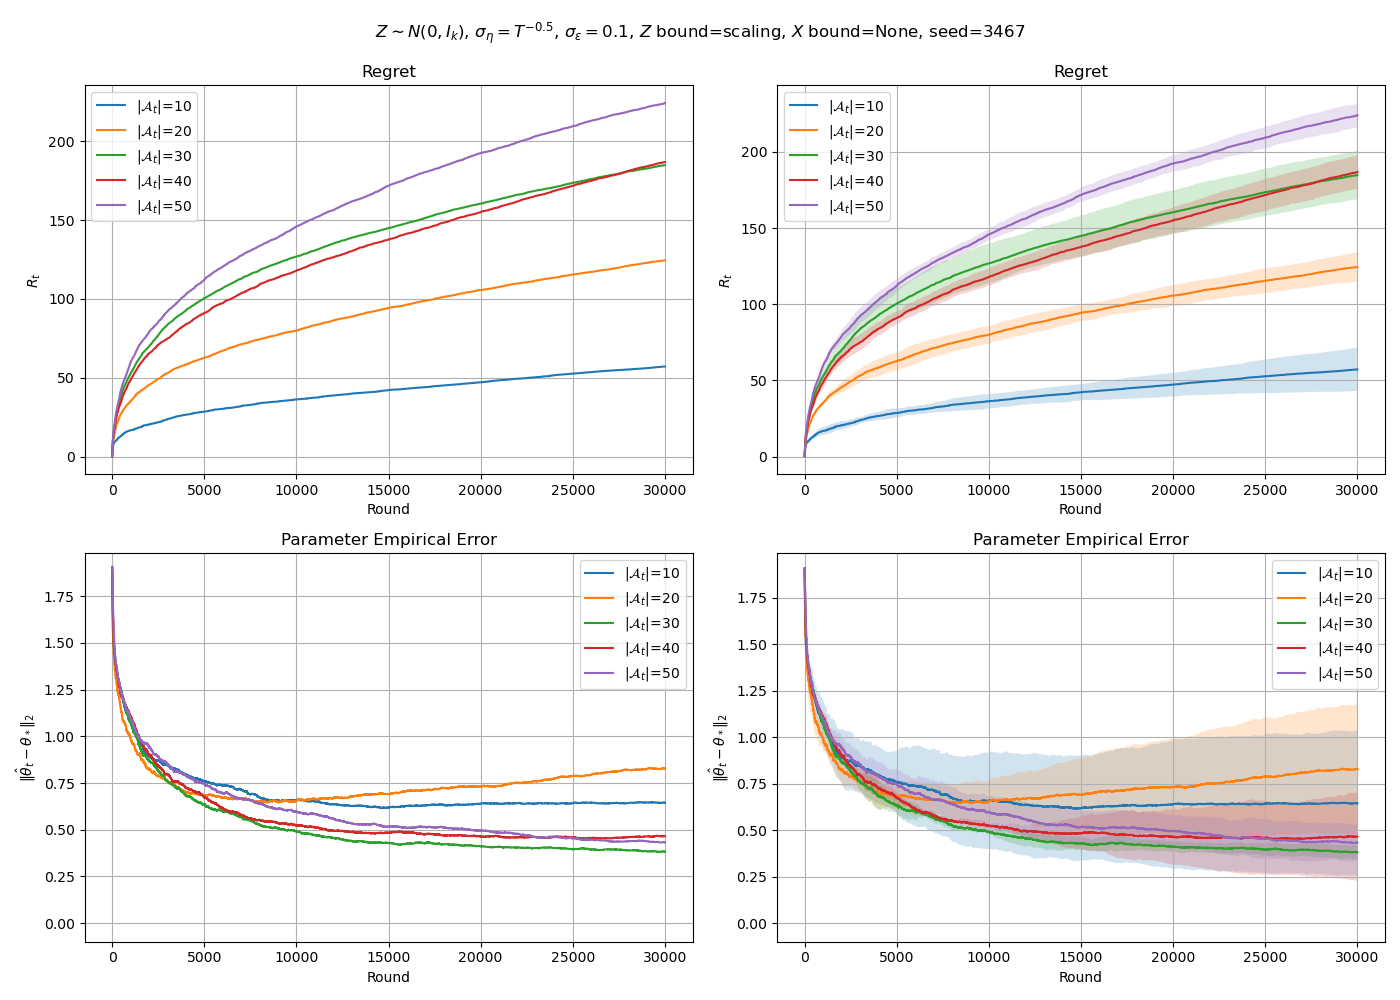 Z ~ N(0, I_k), σ_η = T^{-0.5}, σ_ε = 0.1, Z bound=scaling, X bound=None, seed=3467
Regret
|𝒜_t|=10
|𝒜_t|=20
|𝒜_t|=30
|𝒜_t|=40
|𝒜_t|=50
R_t
200
150
100
50
0
0 5000 10000 15000 20000 25000 30000
Round
Regret
|𝒜_t|=10
|𝒜_t|=20
|𝒜_t|=30
|𝒜_t|=40
|𝒜_t|=50
R_t
200
150
100
50
0
0 5000 10000 15000 20000 25000 30000
Round
Parameter Empirical Error
|𝒜_t|=10
|𝒜_t|=20
|𝒜_t|=30
|𝒜_t|=40
|𝒜_t|=50
‖θ̂_t − θ_*‖_2
1.75
1.50
1.25
1.00
0.75
0.50
0.25
0.00
0 5000 10000 15000 20000 25000 30000
Round
Parameter Empirical Error
|𝒜_t|=10
|𝒜_t|=20
|𝒜_t|=30
|𝒜_t|=40
|𝒜_t|=50
‖θ̂_t − θ_*‖_2
1.75
1.50
1.25
1.00
0.75
0.50
0.25
0.00
0 5000 10000 15000 20000 25000 30000
Round